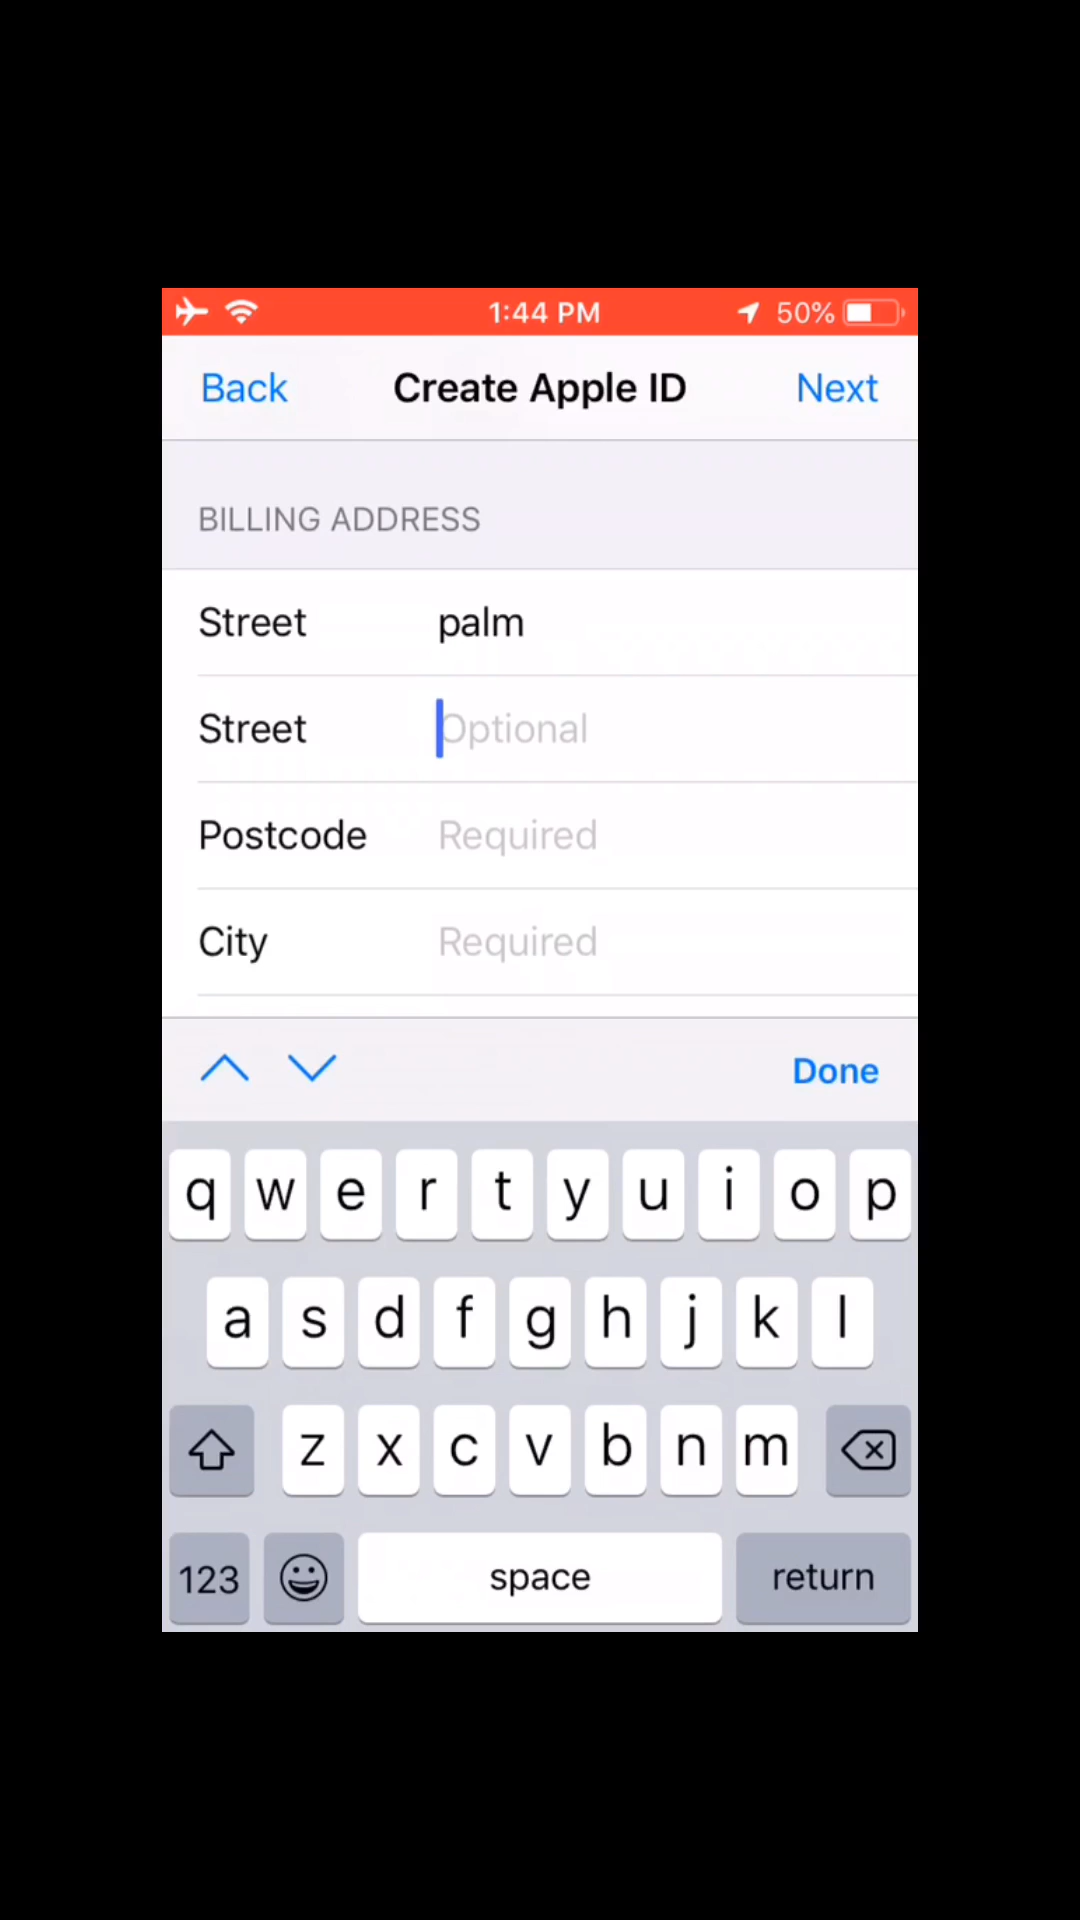 1:44 PM 50%
Back Create Apple ID Next
BILLING ADDRESS
Street palm
Street Optional
Postcode Required
City Required
Done
q w e r t y u i o p
a s d f g h j k l
z x c v b n m
123 space return